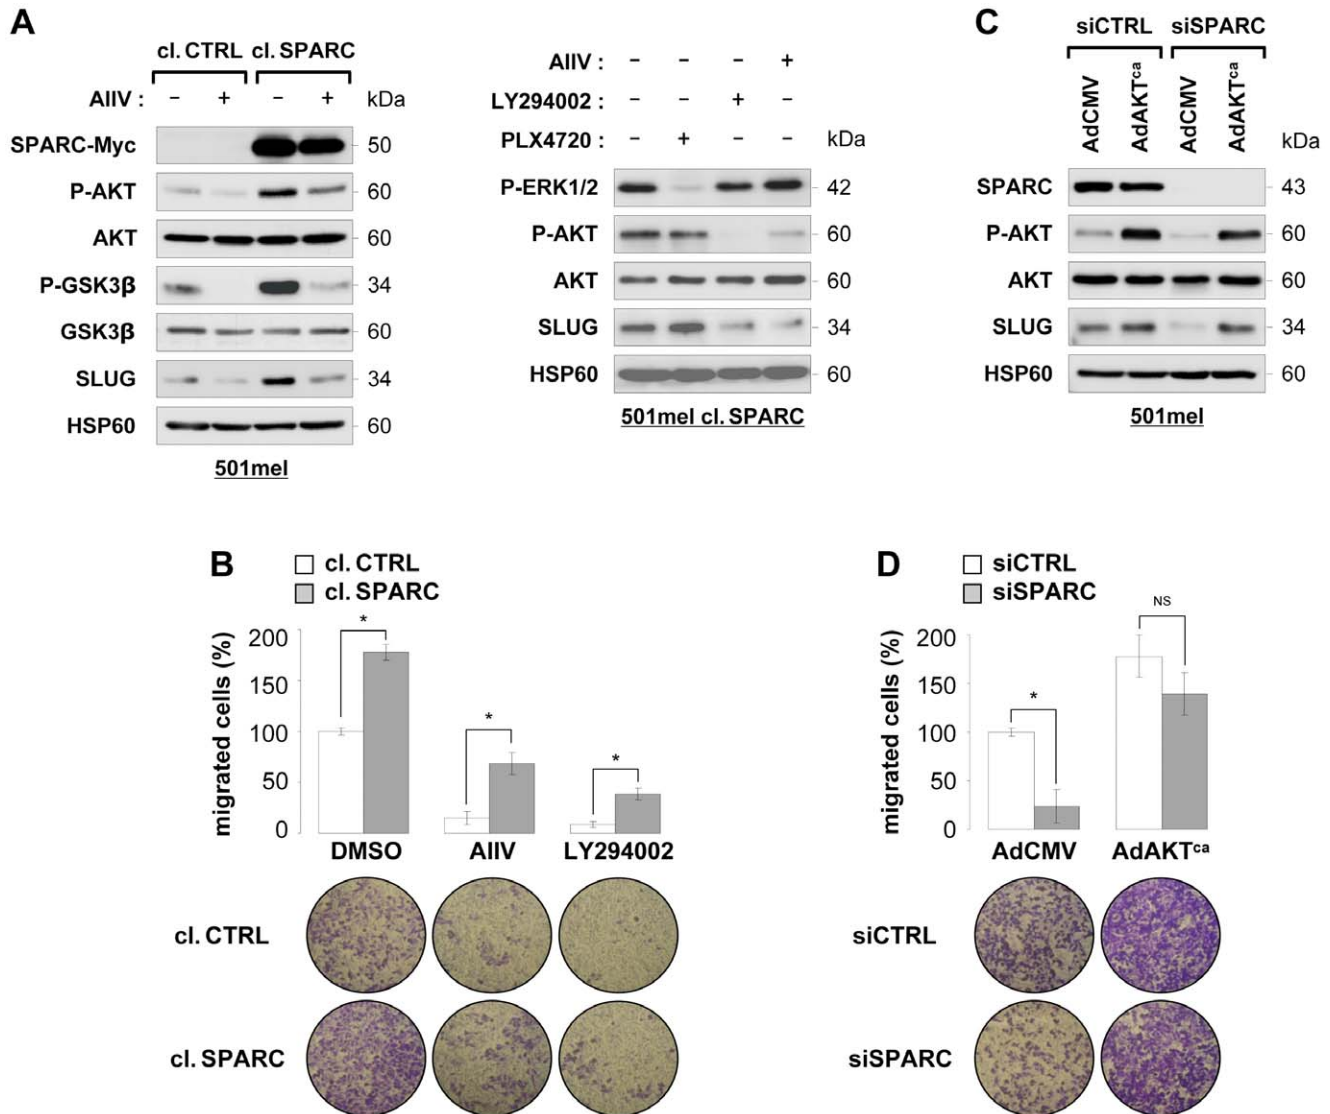 A
cl. CTRL cl. SPARC
AIIV : – + – + kDa
SPARC-Myc 50
P-AKT 60
AKT 60
P-GSK3β 34
GSK3β 60
SLUG 34
HSP60 60
501mel
AIIV : – – – +
LY294002 : – – + –
PLX4720 : – + – – kDa
P-ERK1/2 42
P-AKT 60
AKT 60
SLUG 34
HSP60 60
501mel cl. SPARC
C
siCTRL siSPARC
AdCMV AdAKTca AdCMV AdAKTca
kDa
SPARC 43
P-AKT 60
AKT 60
SLUG 34
HSP60 60
501mel
B
cl. CTRL
cl. SPARC
migrated cells (%)
200
150
100
50
0
* * *
DMSO AIIV LY294002
cl. CTRL
cl. SPARC
D
siCTRL
siSPARC
migrated cells (%)
200
150
100
50
0
* NS
AdCMV AdAKTca
siCTRL
siSPARC